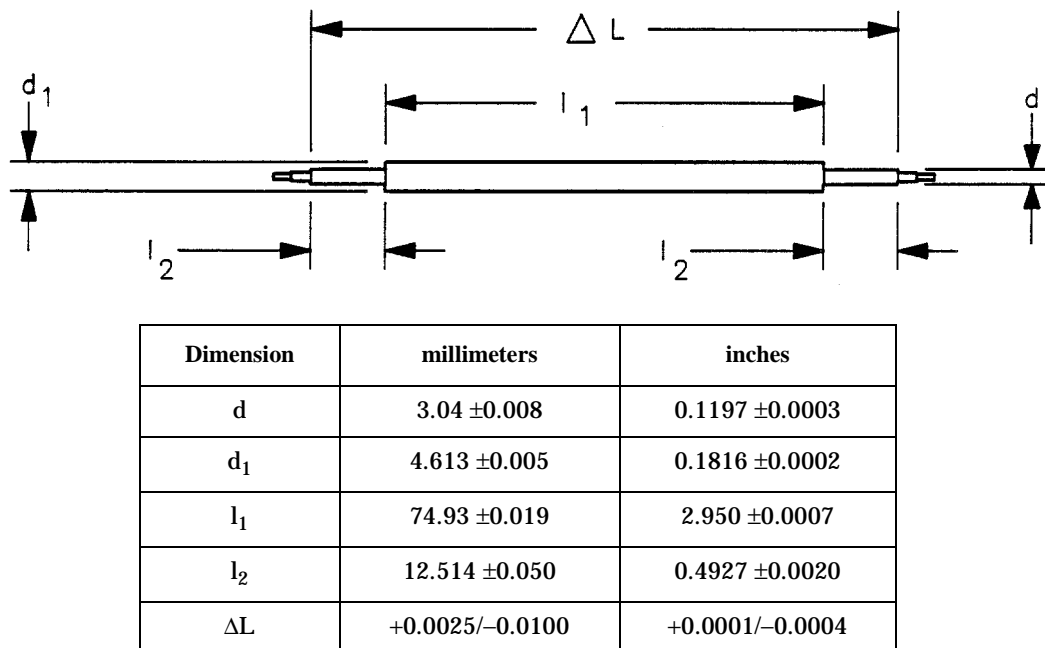 △ L
d₁
l₁
d
l₂
l₂
Dimension millimeters inches
d 3.04 ±0.008 0.1197 ±0.0003
d₁ 4.613 ±0.005 0.1816 ±0.0002
l₁ 74.93 ±0.019 2.950 ±0.0007
l₂ 12.514 ±0.050 0.4927 ±0.0020
ΔL +0.0025/–0.0100 +0.0001/–0.0004